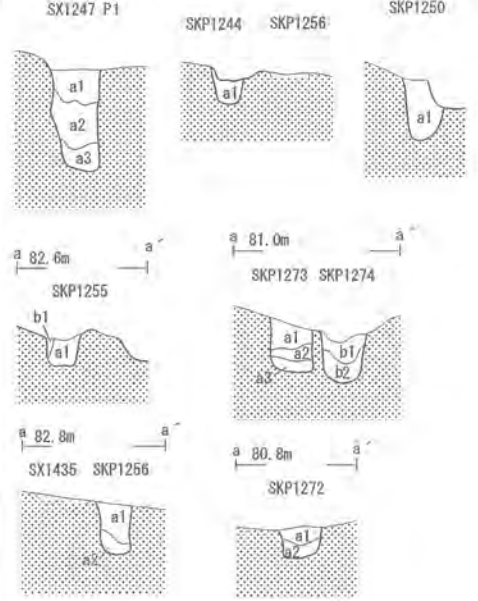 SX1247 P1
SKP1244 SKP1256
SKP1250
a1
a2
a3
a1
a1
a 82.6m a´
SKP1255
b1
a1
a 81.0m a´
SKP1273 SKP1274
a1
a2
a3
b1
b2
a 82.8m a´
SX1435 SKP1256
a1
a2
a 80.8m a´
SKP1272
a1
a2